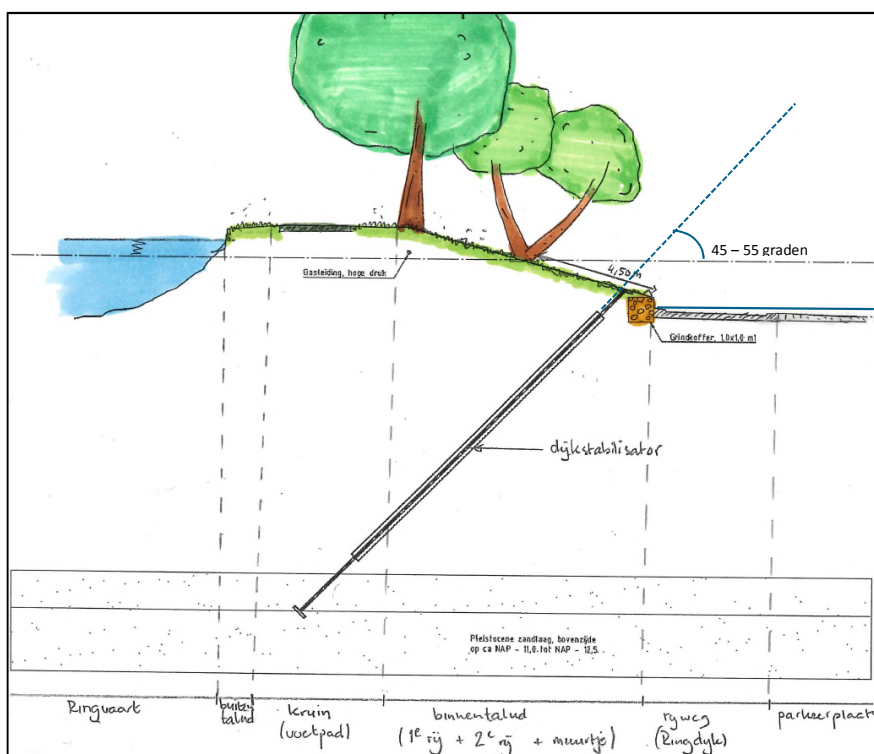 45 – 55 graden
4,50m
Gasleiding, hoge druk
Grindkoffer, 1.0x1.0 m1
dijkstabilisator
Pleistocene zandlaag, bovenzijde
op ca NAP - 11,0 tot NAP - 12,5
Ringvaart
buiten
talud
kruin
(voetpad)
binnentalud
(1e rij + 2e rij + muurtje)
rijweg
(Ringdijk)
parkeerplaats